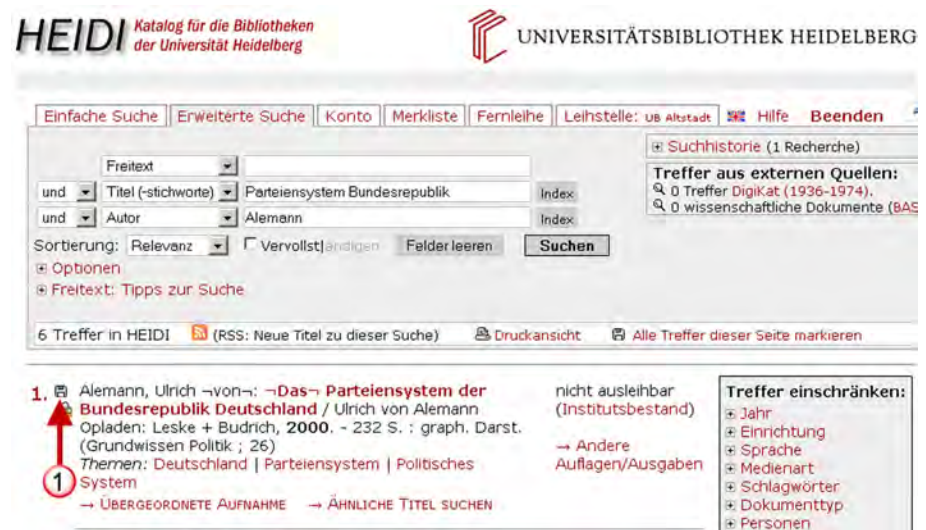 HEIDI Katalog für die Bibliotheken
der Universität Heidelberg
UNIVERSITÄTSBIBLIOTHEK HEIDELBERG
Einfache Suche Erweiterte Suche Konto Merkliste Fernleihe Leihstelle: UB Altstadt Hilfe Beenden
Freitext
und Titel (-stichworte) Parteiensystem Bundesrepublik Index
und Autor Alemann Index
Sortierung: Relevanz Vervollständigen Felder leeren Suchen
Optionen
Freitext: Tipps zur Suche
Suchhistorie (1 Recherche)
Treffer aus externen Quellen:
0 Treffer DigiKat (1936-1974).
0 wissenschaftliche Dokumente (BAS
6 Treffer in HEIDI (RSS: Neue Titel zu dieser Suche) Druckansicht Alle Treffer dieser Seite markieren
1. Alemann, Ulrich ¬von¬: ¬Das¬ Parteiensystem der
Bundesrepublik Deutschland / Ulrich von Alemann
Opladen: Leske + Budrich, 2000. - 232 S. : graph. Darst.
(Grundwissen Politik ; 26)
Themen: Deutschland | Parteiensystem | Politisches
System
→ ÜBERGEORDNETE AUFNAHME → ÄHNLICHE TITEL SUCHEN
1
nicht ausleihbar
(Institutsbestand)
→ Andere
Auflagen/Ausgaben
Treffer einschränken:
Jahr
Einrichtung
Sprache
Medienart
Schlagwörter
Dokumenttyp
Personen